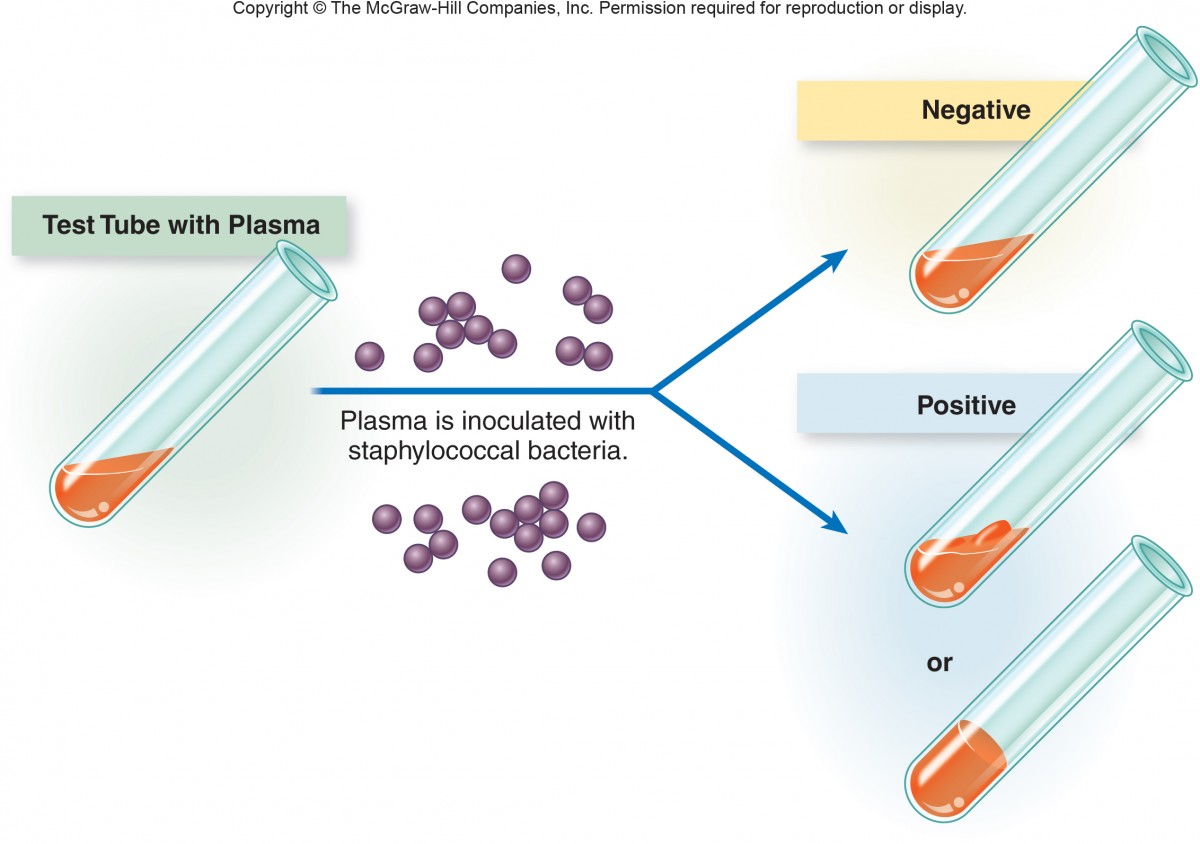 Copyright © The McGraw-Hill Companies, Inc. Permission required for reproduction or display.
Test Tube with Plasma
Plasma is inoculated with
staphylococcal bacteria.
Negative
Positive
or